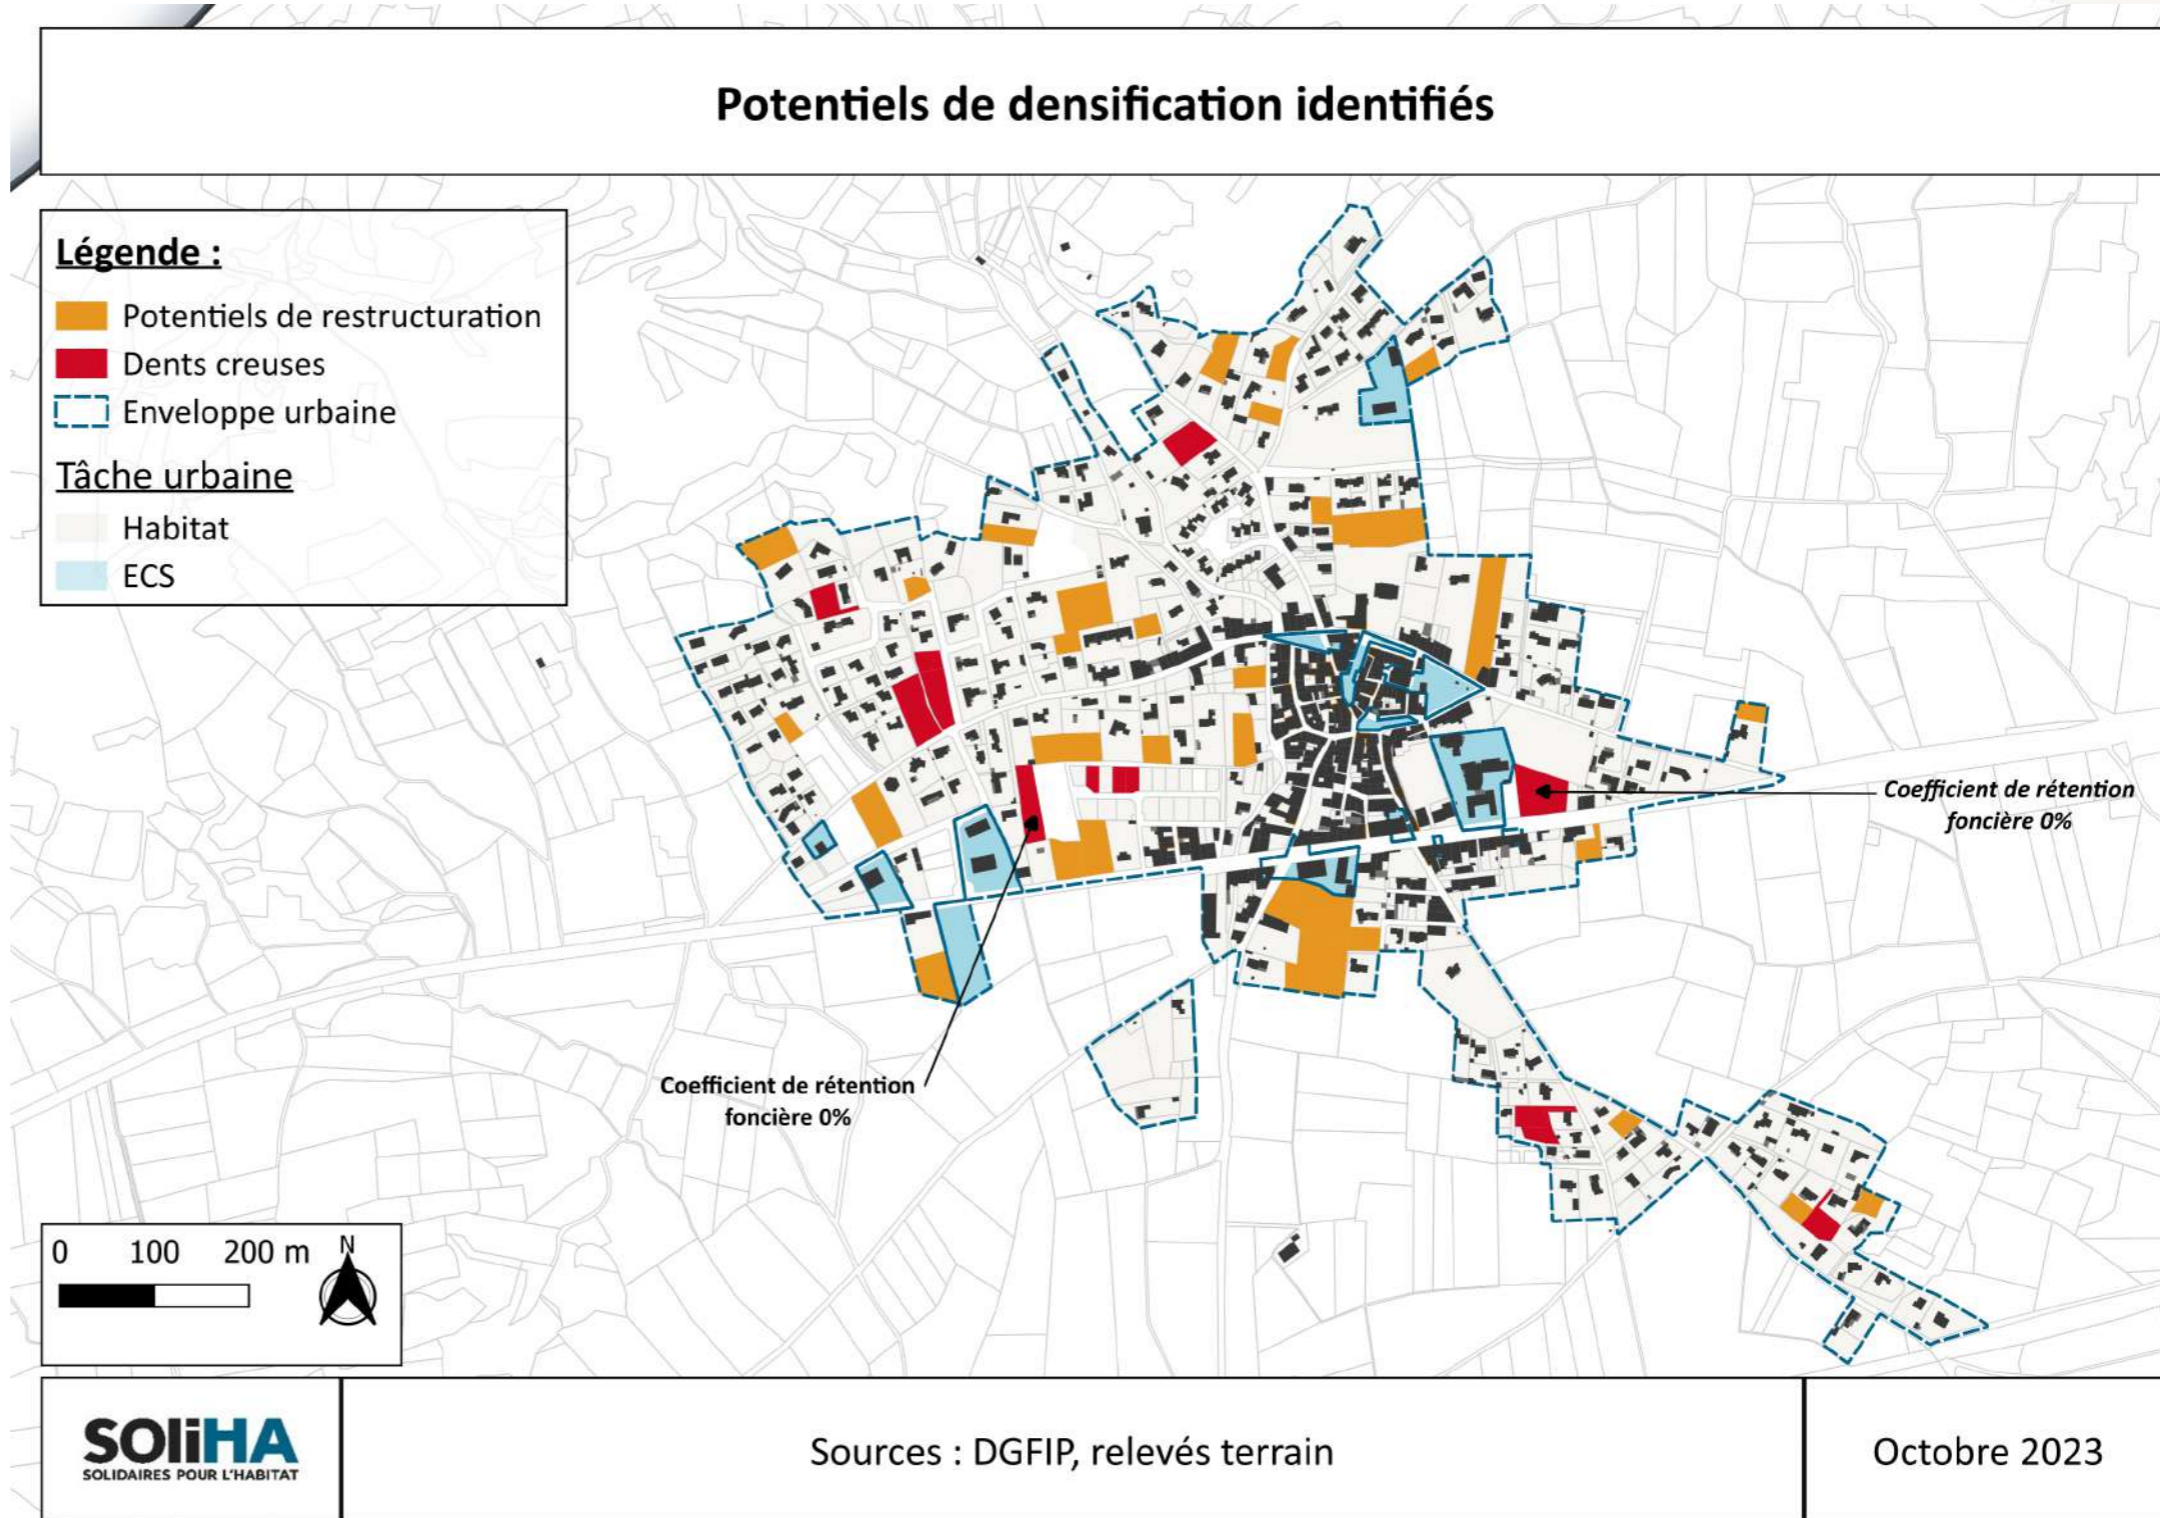 Potentiels de densification identifiés
Légende :
Potentiels de restructuration
Dents creuses
Enveloppe urbaine
Tâche urbaine
Habitat
ECS
Coefficient de rétention
foncière 0%
Coefficient de rétention
foncière 0%
0 100 200 m
N
SOliHA
SOLIDAIRES POUR L'HABITAT
Sources : DGFIP, relevés terrain
Octobre 2023